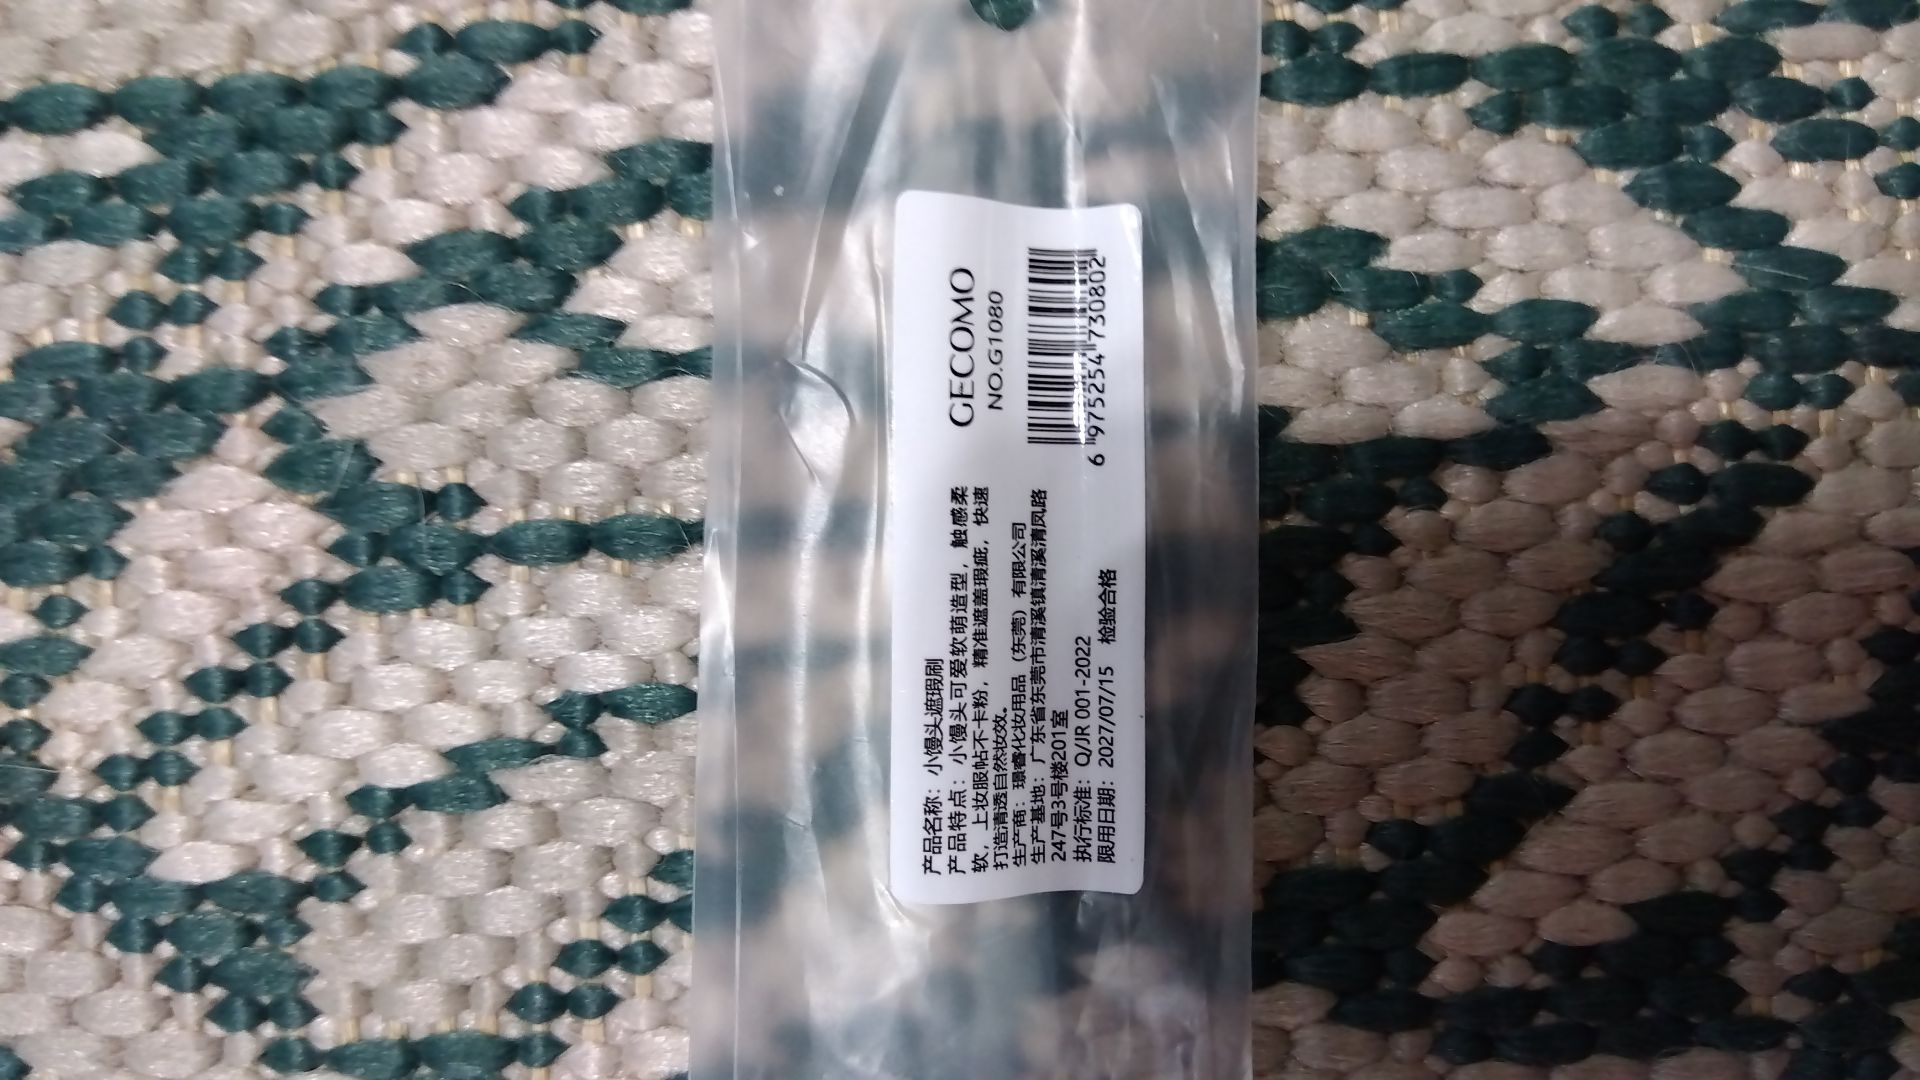 产品名称：小馒头遮瑕刷
产品特点：小馒头可爱软萌造型，触感柔
软，上妆服帖不卡粉，精准遮盖瑕疵，快速
打造清透自然妆效。
生产商：璟睿化妆用品（东莞）有限公司
生产基地：广东省东莞市清溪镇清溪清凤路
247号3号楼201室
执行标准：Q/JR 001-2022
限用日期：2027/07/15 检验合格
GECOMO
NO.G1080
6 975254 730802